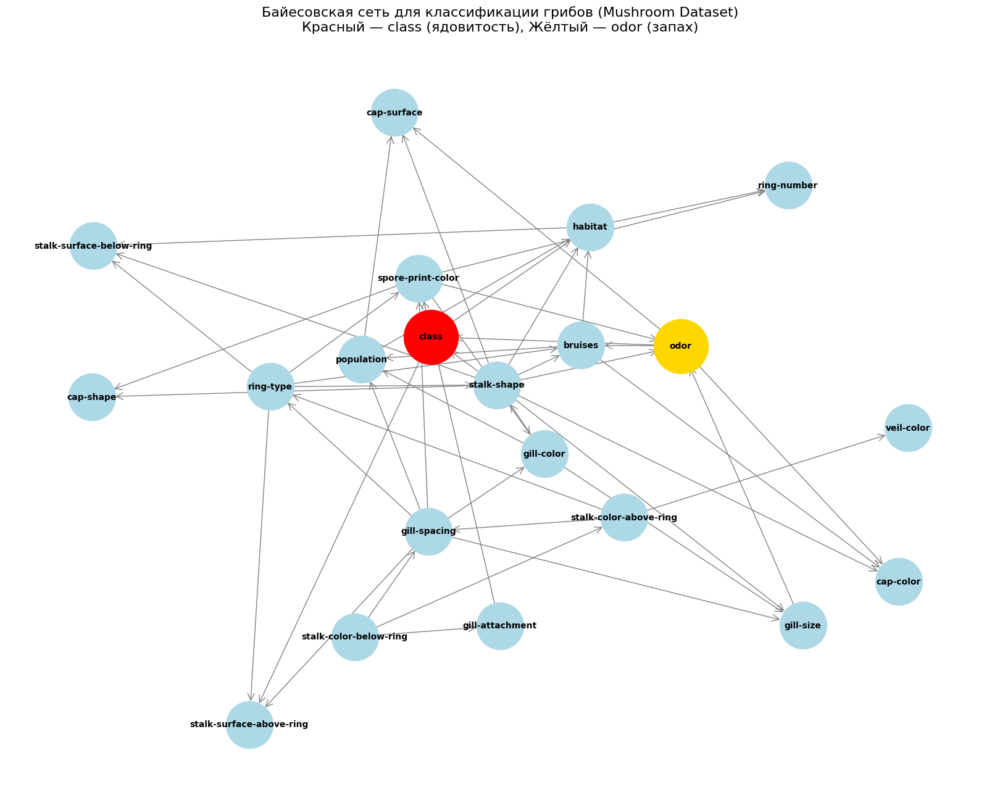 Байесовская сеть для классификации грибов (Mushroom Dataset)
Красный — class (ядовитость), Жёлтый — odor (запах)
cap-surface
ring-number
habitat
stalk-surface-below-ring
spore-print-color
class
bruises
odor
population
ring-type
stalk-shape
cap-shape
veil-color
gill-color
stalk-color-above-ring
gill-spacing
cap-color
gill-attachment
gill-size
stalk-color-below-ring
stalk-surface-above-ring